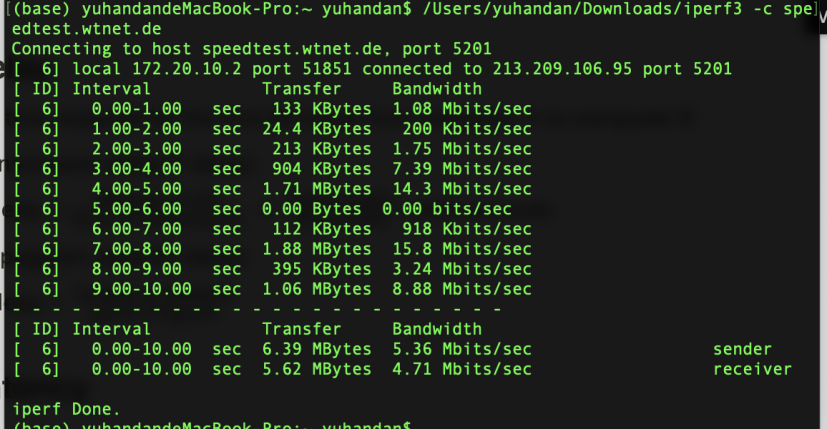 (base) yuhandandeMacBook-Pro:~ yuhandan$ /Users/yuhandan/Downloads/iperf3 -c spe
edtest.wtnet.de
Connecting to host speedtest.wtnet.de, port 5201
[  6] local 172.20.10.2 port 51851 connected to 213.209.106.95 port 5201
[ ID] Interval           Transfer     Bandwidth
[  6]   0.00-1.00   sec   133 KBytes  1.08 Mbits/sec
[  6]   1.00-2.00   sec  24.4 KBytes   200 Kbits/sec
[  6]   2.00-3.00   sec   213 KBytes  1.75 Mbits/sec
[  6]   3.00-4.00   sec   904 KBytes  7.39 Mbits/sec
[  6]   4.00-5.00   sec  1.71 MBytes  14.3 Mbits/sec
[  6]   5.00-6.00   sec  0.00 Bytes  0.00 bits/sec
[  6]   6.00-7.00   sec   112 KBytes   918 Kbits/sec
[  6]   7.00-8.00   sec  1.88 MBytes  15.8 Mbits/sec
[  6]   8.00-9.00   sec   395 KBytes  3.24 Mbits/sec
[  6]   9.00-10.00  sec  1.06 MBytes  8.88 Mbits/sec
- - - - - - - - - - - - - - - - - - - - - - - - -
[ ID] Interval           Transfer     Bandwidth
[  6]   0.00-10.00  sec  6.39 MBytes  5.36 Mbits/sec                  sender
[  6]   0.00-10.00  sec  5.62 MBytes  4.71 Mbits/sec                  receiver
iperf Done.
(base) yuhandandeMacBook-Pro:~ yuhandan$